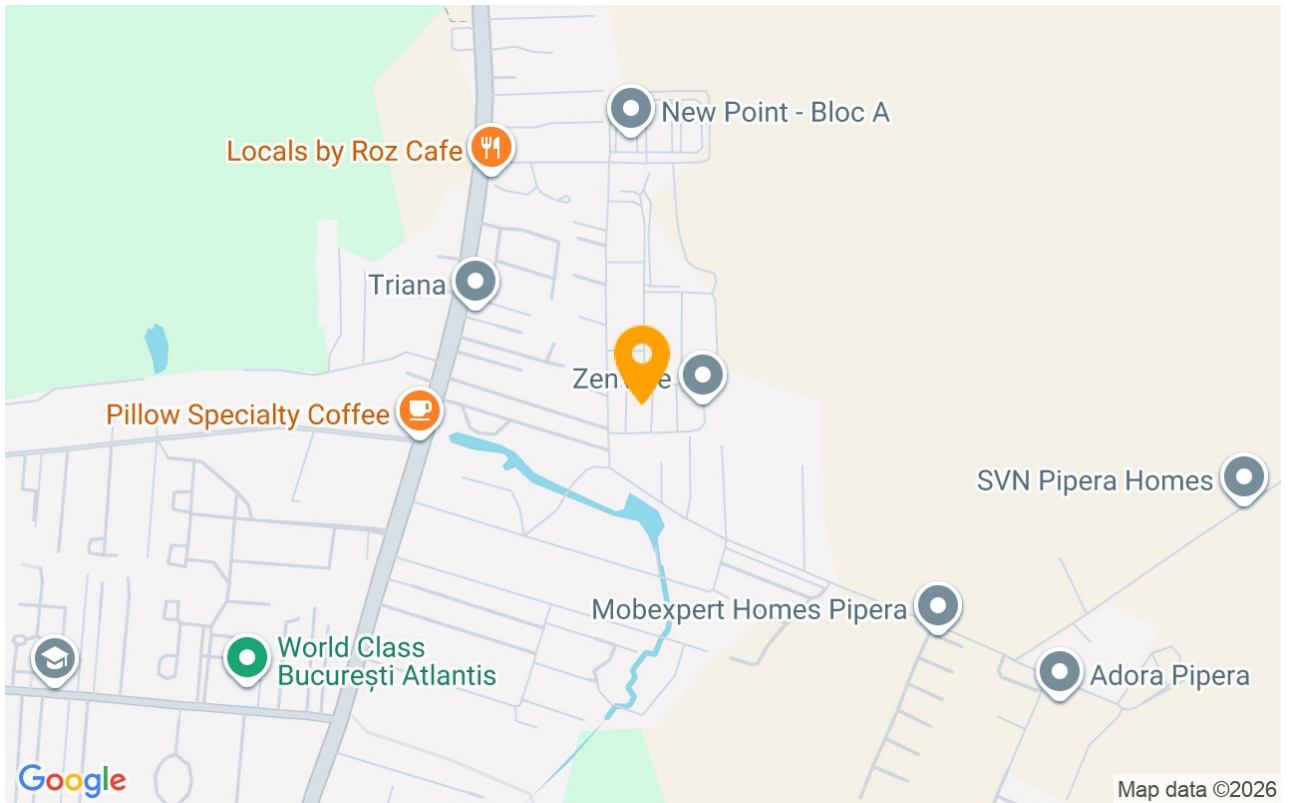 New Point - Bloc A
Locals by Roz Cafe
Triana
Pillow Specialty Coffee
SVN Pipera Homes
Mobexpert Homes Pipera
World Class
București Atlantis
Adora Pipera
Google
Map data ©2026